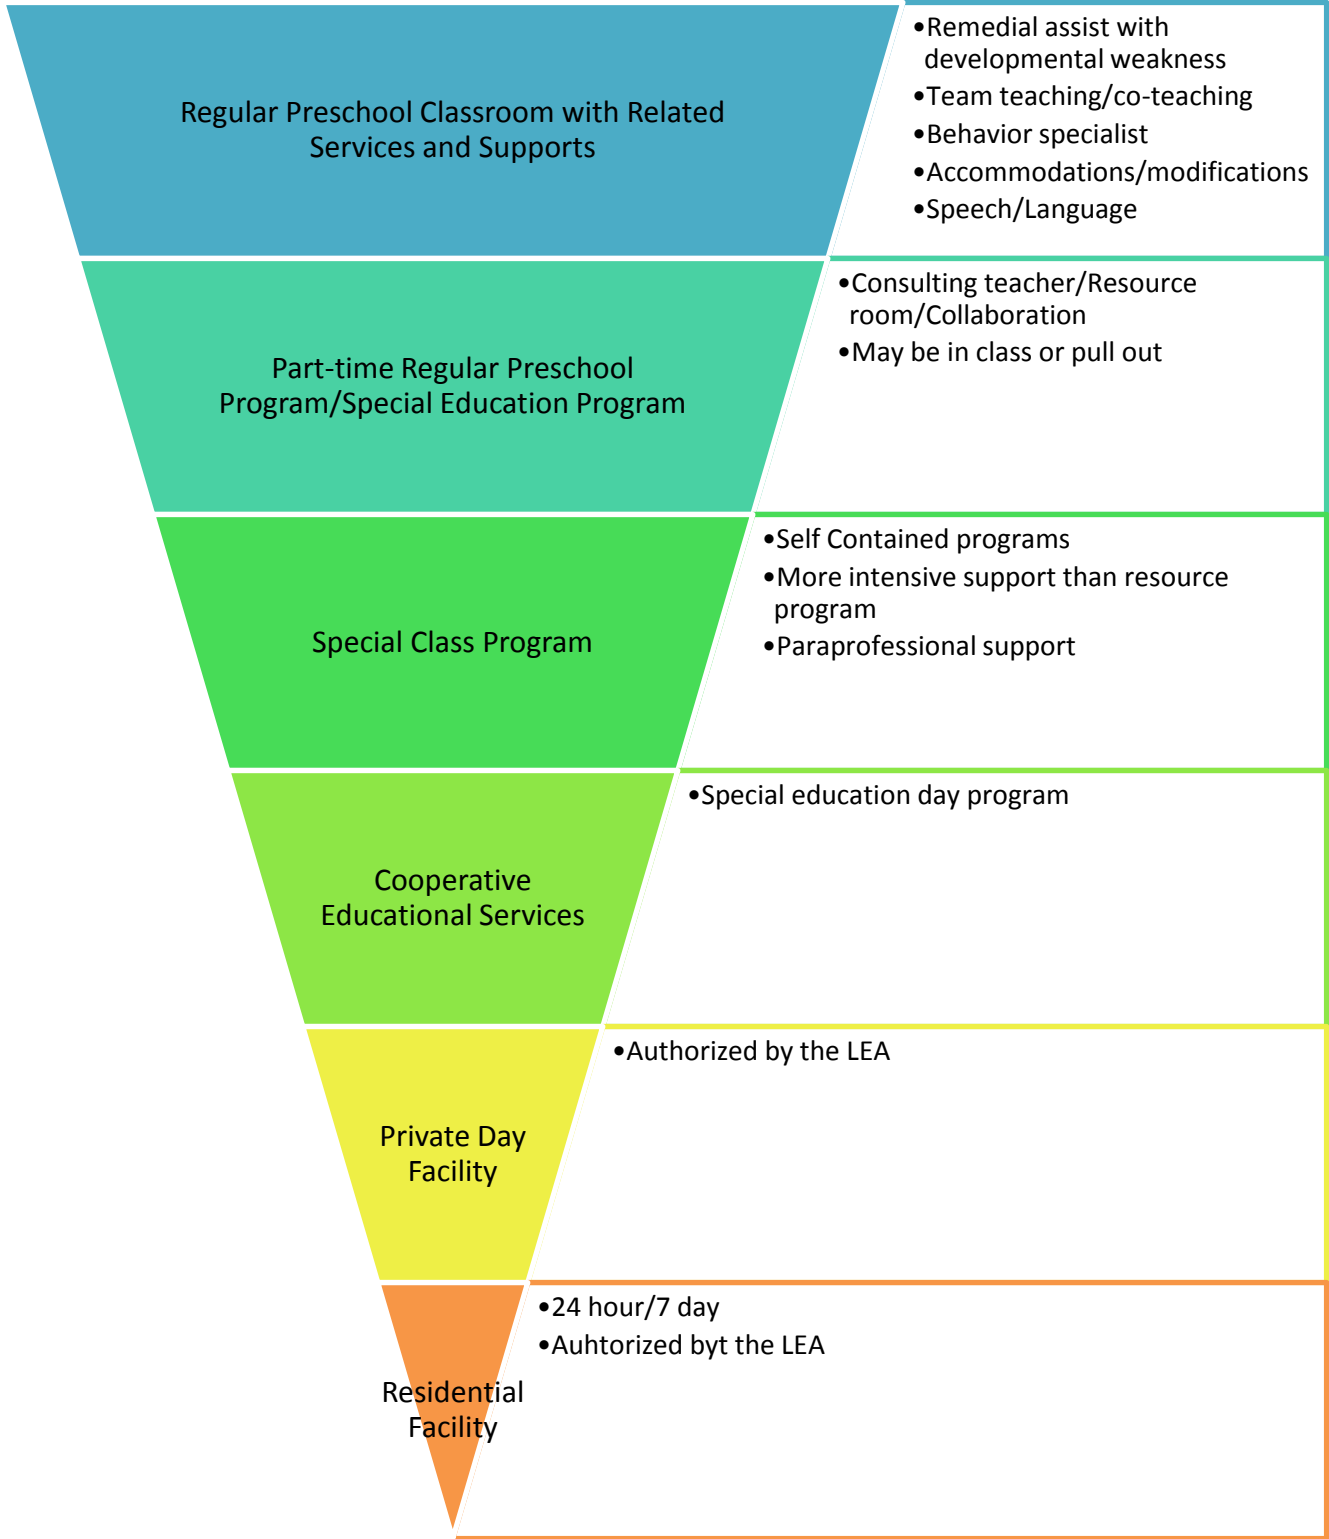 Regular Preschool Classroom with Related
Services and Supports
•Remedial assist with
developmental weakness
•Team teaching/co-teaching
•Behavior specialist
•Accommodations/modifications
•Speech/Language
Part-time Regular Preschool
Program/Special Education Program
•Consulting teacher/Resource
room/Collaboration
•May be in class or pull out
Special Class Program
•Self Contained programs
•More intensive support than resource
program
•Paraprofessional support
Cooperative
Educational Services
•Special education day program
Private Day
Facility
•Authorized by the LEA
Residential
Facility
•24 hour/7 day
•Auhtorized byt the LEA